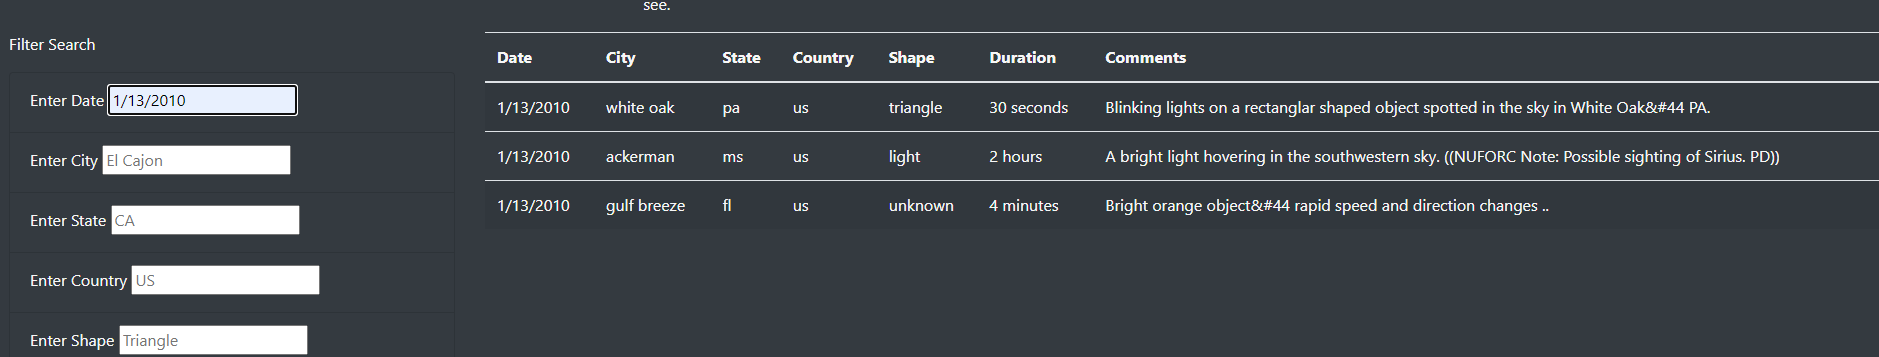 see.
Filter Search
Enter Date 1/13/2010
Enter City El Cajon
Enter State CA
Enter Country US
Enter Shape Triangle
Date City State Country Shape Duration Comments
1/13/2010 white oak pa us triangle 30 seconds Blinking lights on a rectanglar shaped object spotted in the sky in White Oak&#44 PA.
1/13/2010 ackerman ms us light 2 hours A bright light hovering in the southwestern sky. ((NUFORC Note: Possible sighting of Sirius. PD))
1/13/2010 gulf breeze fl us unknown 4 minutes Bright orange object&#44 rapid speed and direction changes ..